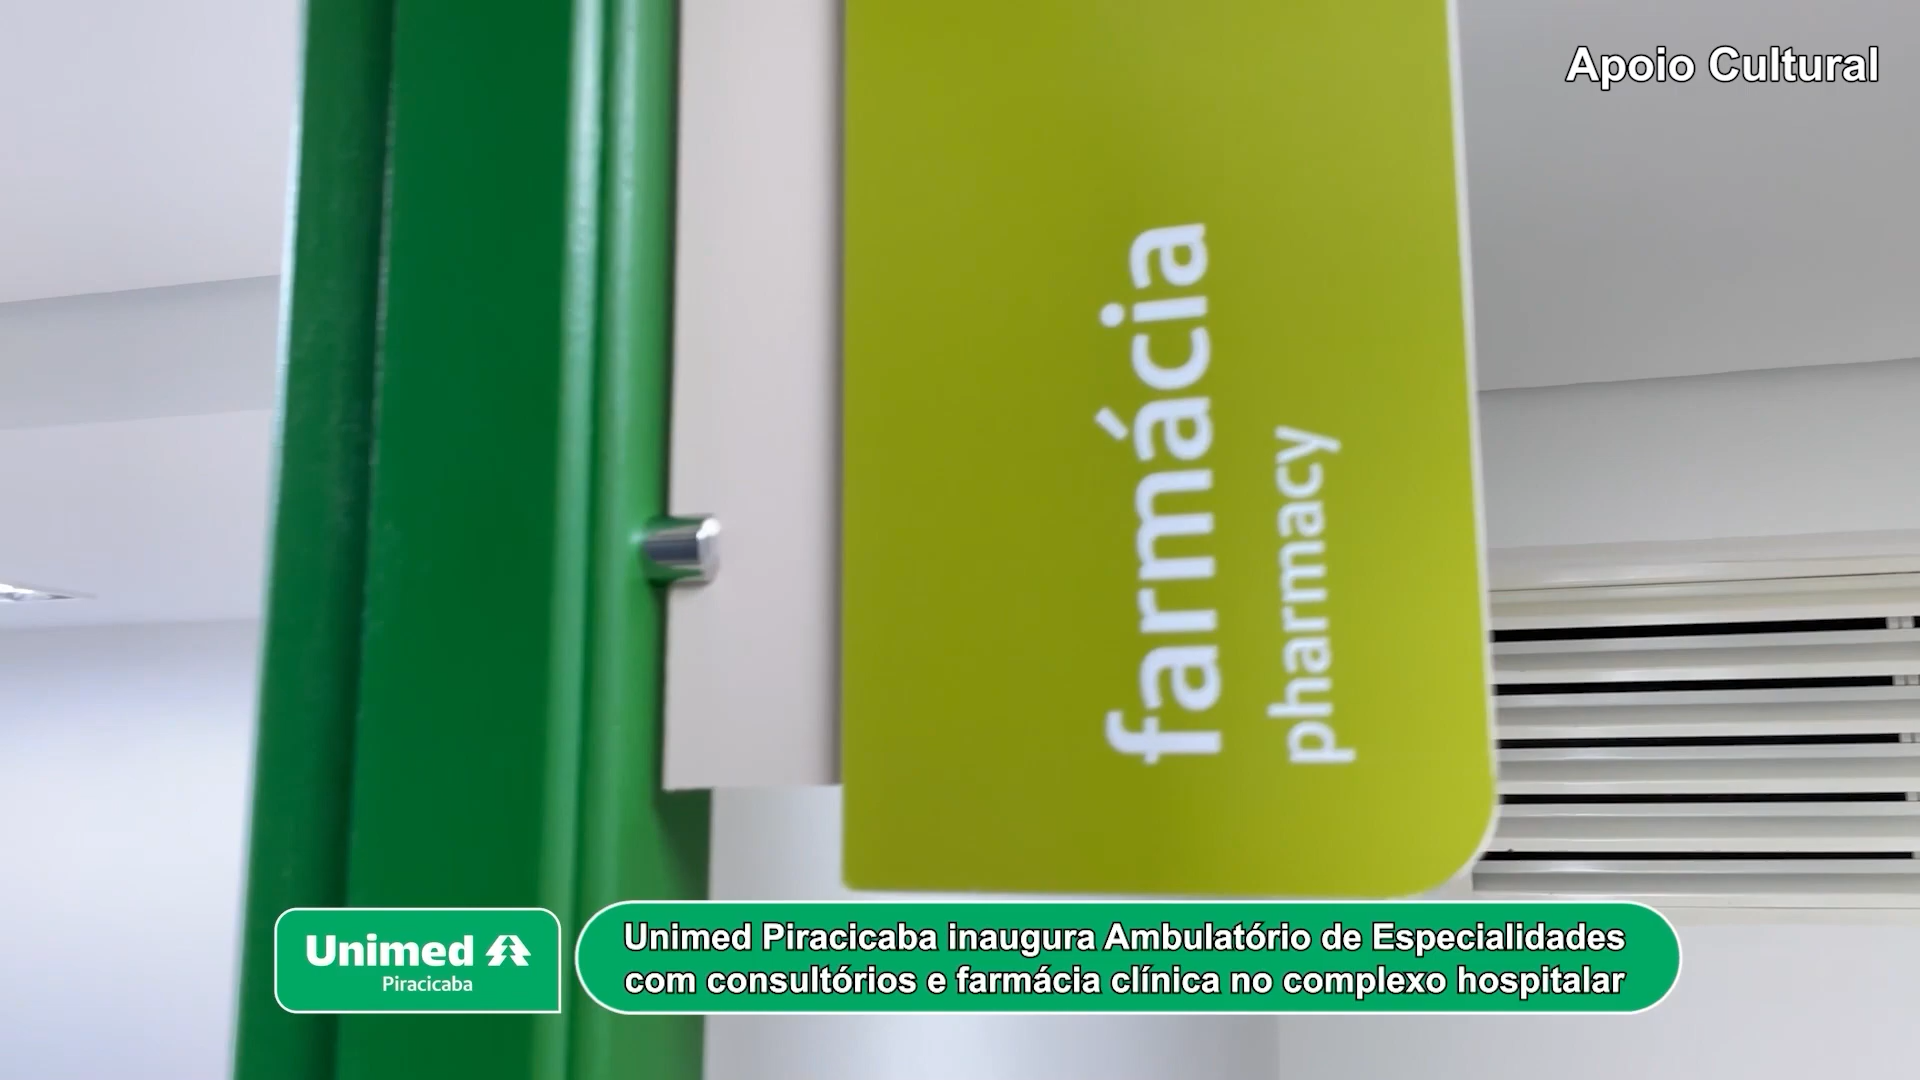 Apoio Cultural
farmácia
pharmacy
Unimed
Piracicaba
Unimed Piracicaba inaugura Ambulatório de Especialidades
com consultórios e farmácia clínica no complexo hospitalar